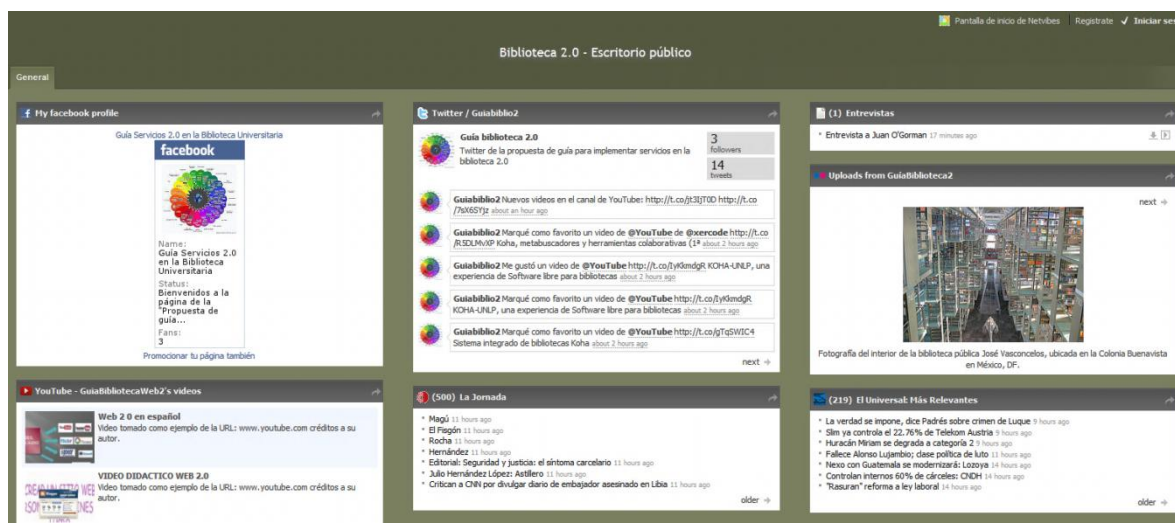 Pantalla de inicio de Netvibes Registrate ✓ Iniciar ses
Biblioteca 2.0 - Escritorio público
General
My facebook profile
Guía Servicios 2.0 en la Biblioteca Universitaria
facebook
Name:
Guía Servicios 2.0
en la Biblioteca
Universitaria
Status:
Bienvenidos a la
página de la
"Propuesta de
guía...
Fans:
3
Promocionar tu página también
YouTube - GuiaBibliotecaWeb2's videos
Web 2 0 en español
Video tomado como ejemplo de la URL: www.youtube.com créditos a su
autor.
VIDEO DIDACTICO WEB 2.0
Video tomado como ejemplo de la URL: www.youtube.com créditos a su
autor.
Twitter / Guiabiblio2
Guía biblioteca 2.0
Twitter de la propuesta de guía para implementar servicios en la
biblioteca 2.0
3
followers
14
tweets
Guiabiblio2 Nuevos videos en el canal de YouTube: http://t.co/jt3IjT0D http://t.co
/7sX6SYjz about an hour ago
Guiabiblio2 Marqué como favorito un video de @YouTube de @xercode http://t.co
/R5DLMvXP Koha, metabuscadores y herramientas colaborativas (1ª about 2 hours ago
Guiabiblio2 Me gustó un video de @YouTube http://t.co/IyKkmdgR KOHA-UNLP, una
experiencia de Software libre para bibliotecas about 2 hours ago
Guiabiblio2 Marqué como favorito un video de @YouTube http://t.co/IyKkmdgR
KOHA-UNLP, una experiencia de Software libre para bibliotecas about 2 hours ago
Guiabiblio2 Marqué como favorito un video de @YouTube http://t.co/gTqSWIC4
Sistema integrado de bibliotecas Koha about 2 hours ago
next
(500) La Jornada
Magú 11 hours ago
El Fisgón 11 hours ago
Rocha 11 hours ago
Hernández 11 hours ago
Editorial: Seguridad y justicia: el síntoma carcelario 11 hours ago
Julio Hernández López: Astillero 11 hours ago
Critican a CNN por divulgar diario de embajador asesinado en Libia 11 hours ago
older
(1) Entrevistas
Entrevista a Juan O'Gorman 17 minutes ago
Uploads from GuiaBiblioteca2
next
Fotografía del interior de la biblioteca pública José Vasconcelos, ubicada en la Colonia Buenavista
en México, DF.
(219) El Universal: Más Relevantes
La verdad se impone, dice Padrés sobre crimen de Luque 9 hours ago
Slim ya controla el 22.76% de Telekom Austria 9 hours ago
Huracán Miriam se degrada a categoría 2 9 hours ago
Fallece Alonso Lujambio; clase política de luto 11 hours ago
Nexo con Guatemala se modernizará: Lozoya 14 hours ago
Controlan internos 60% de cárceles: CNDH 14 hours ago
"Rasuran" reforma a ley laboral 14 hours ago
older